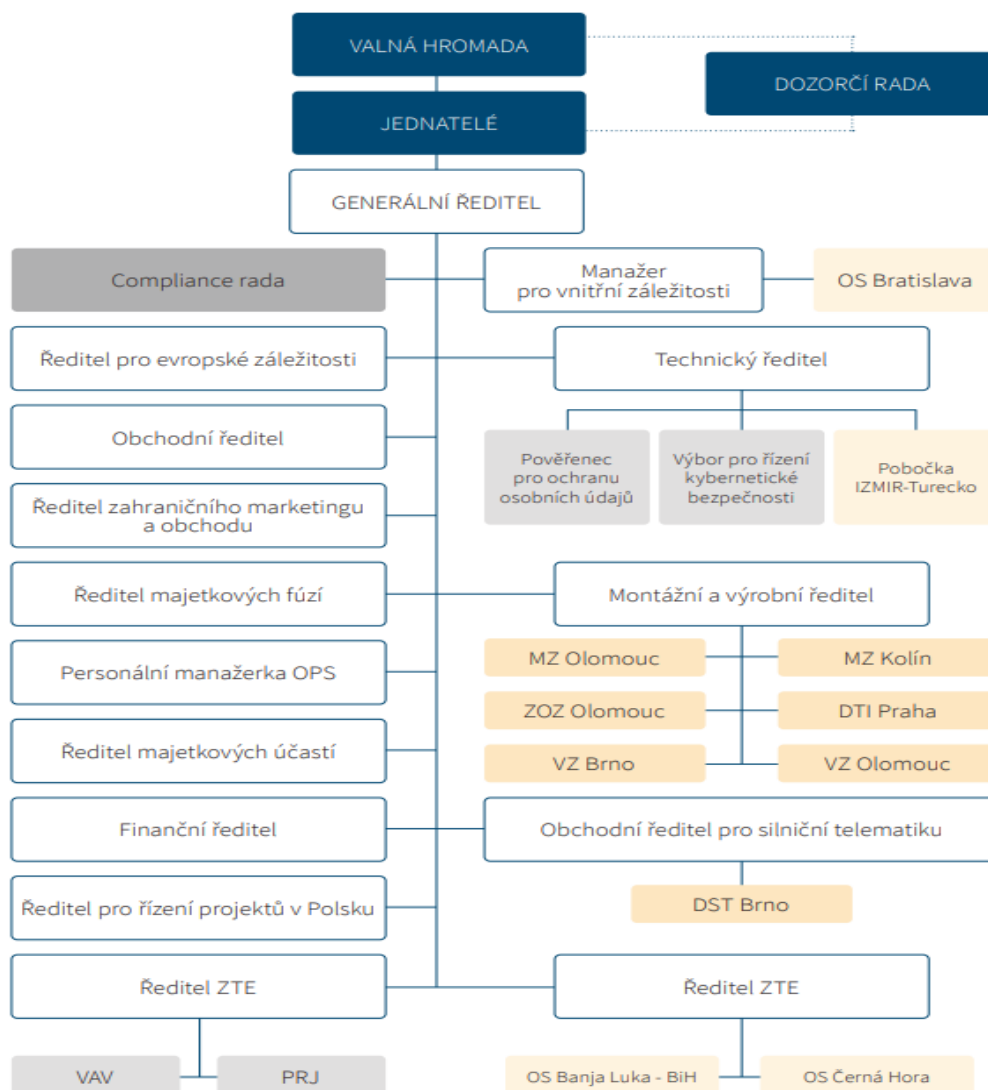 VALNÁ HROMADA
DOZORČÍ RADA
JEDNATELÉ
GENERÁLNÍ ŘEDITEL
Compliance rada
Manažer
pro vnitřní záležitosti
OS Bratislava
Ředitel pro evropské záležitosti
Technický ředitel
Obchodní ředitel
Pověřenec
pro ochranu
osobních údajů
Výbor pro řízení
kybernetické
bezpečnosti
Pobočka
IZMIR-Turecko
Ředitel zahraničního marketingu
a obchodu
Ředitel majetkových fúzí
Montážní a výrobní ředitel
MZ Olomouc
MZ Kolín
Personální manažerka OPS
ZOZ Olomouc
DTI Praha
Ředitel majetkových účastí
VZ Brno
VZ Olomouc
Finanční ředitel
Obchodní ředitel pro silniční telematiku
Ředitel pro řízení projektů v Polsku
DST Brno
Ředitel ZTE
Ředitel ZTE
VAV
PRJ
OS Banja Luka - BiH
OS Černá Hora